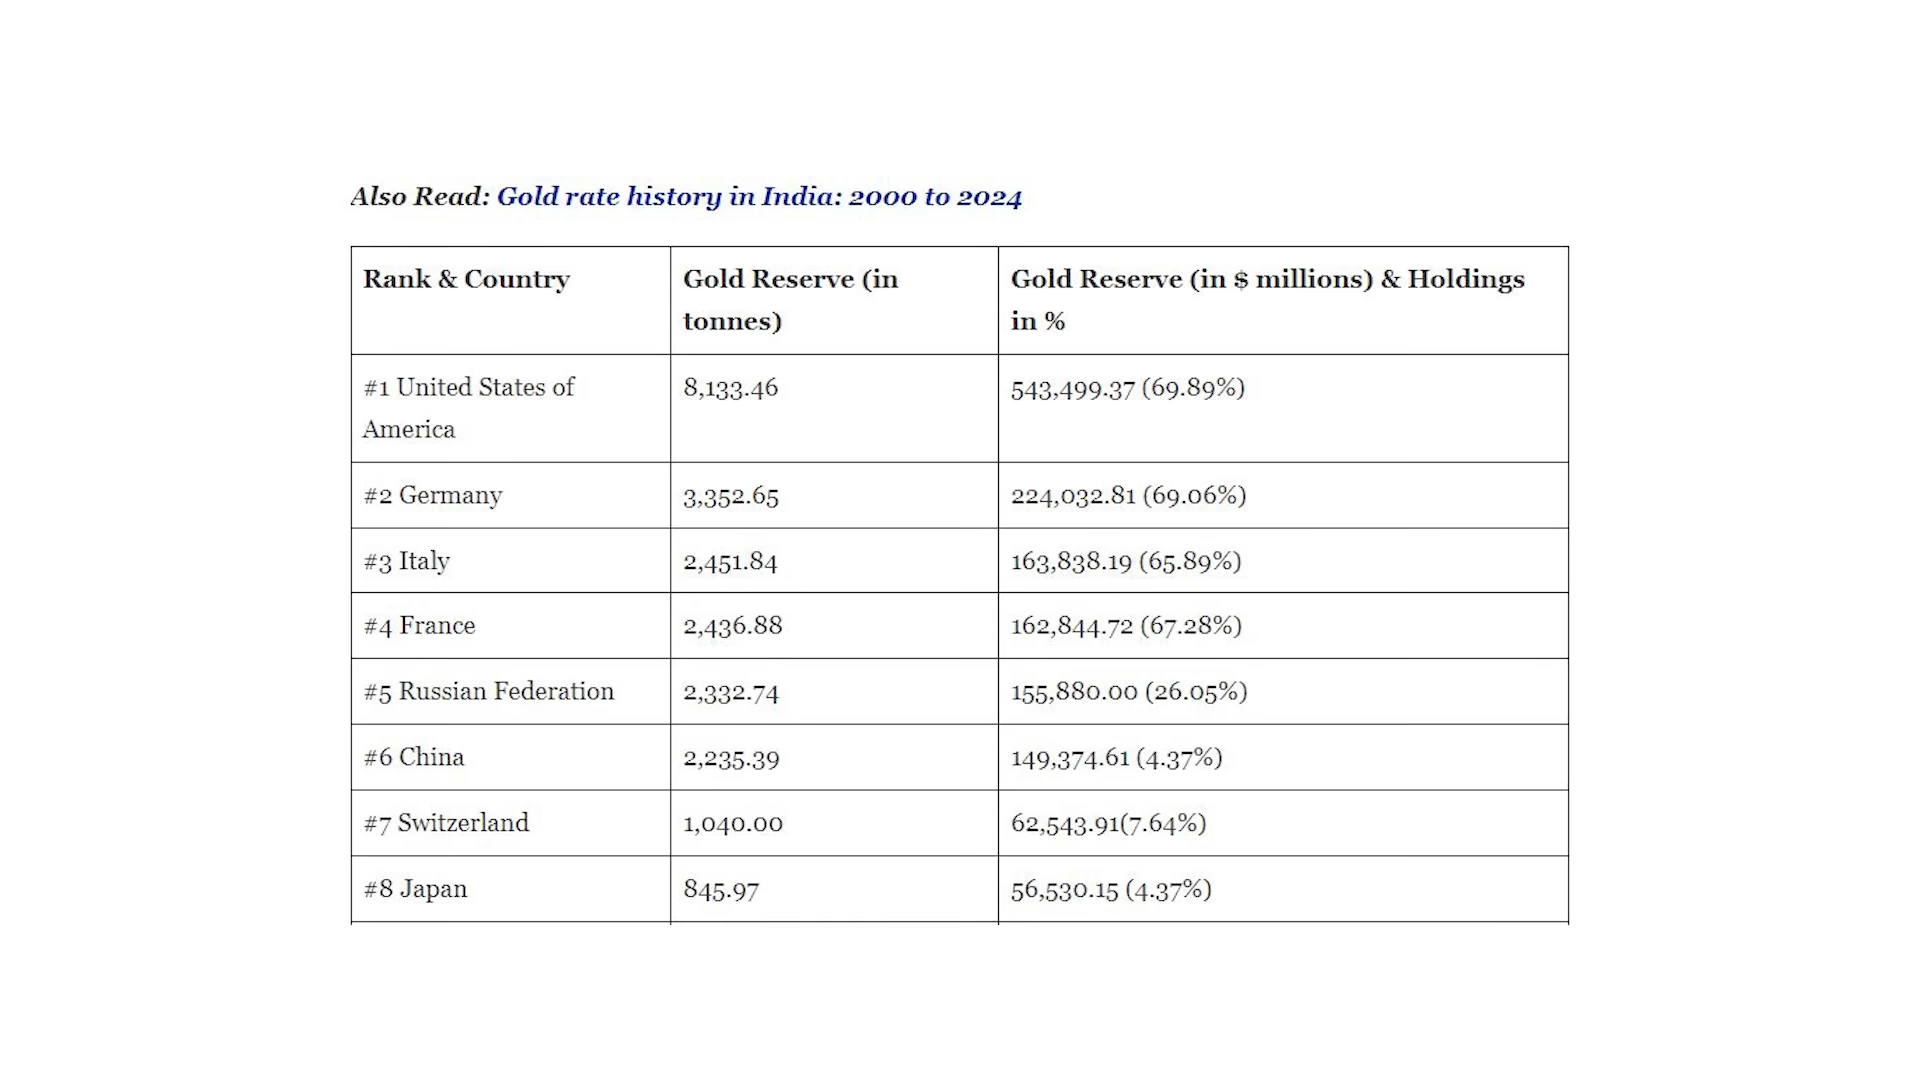 Also Read: Gold rate history in India: 2000 to 2024
Rank & Country
Gold Reserve (in
tonnes)
Gold Reserve (in $ millions) & Holdings
in %
#1 United States of
America
8,133.46
543,499.37 (69.89%)
#2 Germany
3,352.65
224,032.81 (69.06%)
#3 Italy
2,451.84
163,838.19 (65.89%)
#4 France
2,436.88
162,844.72 (67.28%)
#5 Russian Federation
2,332.74
155,880.00 (26.05%)
#6 China
2,235.39
149,374.61 (4.37%)
#7 Switzerland
1,040.00
62,543.91(7.64%)
#8 Japan
845.97
56,530.15 (4.37%)